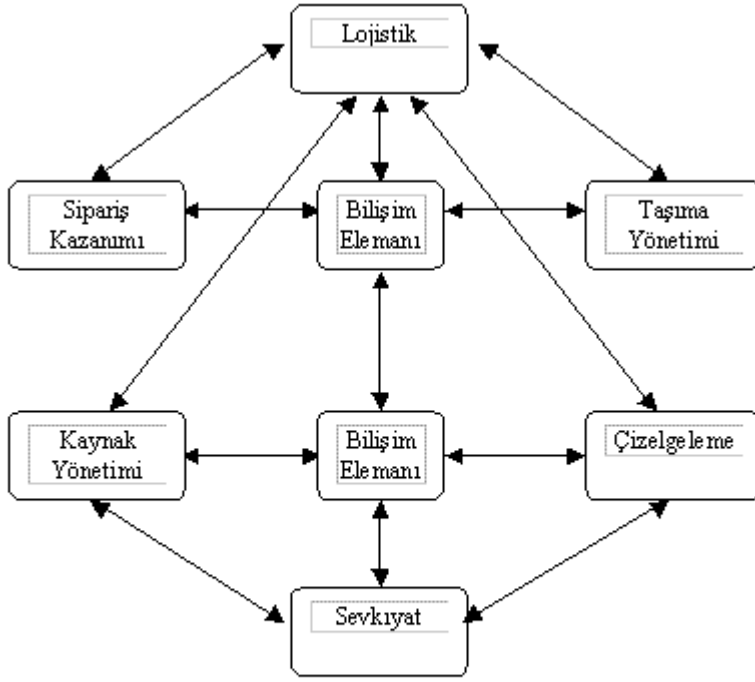 Lojistik
Sipariş
Kazanımı
Bilişim
Elemanı
Taşıma
Yönetimi
Kaynak
Yönetimi
Bilişim
Elemanı
Çizelgeleme
Sevkıyat